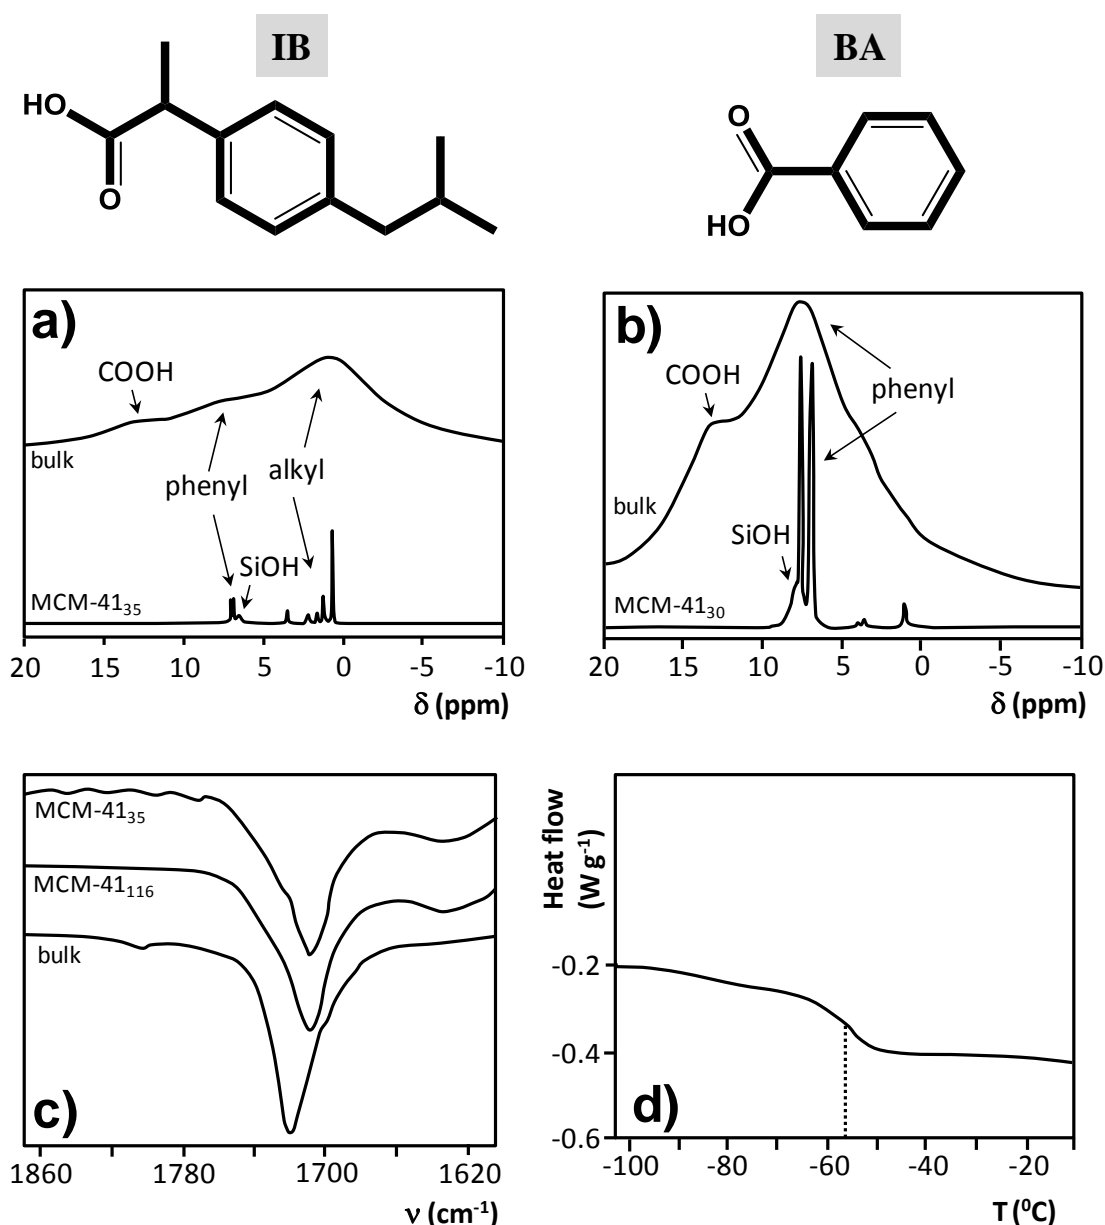 IB
BA
HO
O
O
HO
a)
COOH
bulk
phenyl
alkyl
SiOH
MCM-41₃₅
20 15 10 5 0 -5 -10
δ (ppm)
b)
COOH
phenyl
bulk
SiOH
MCM-41₃₀
20 15 10 5 0 -5 -10
δ (ppm)
MCM-41₃₅
MCM-41₁₁₆
bulk
c)
1860 1780 1700 1620
ν (cm⁻¹)
Heat flow
(W g⁻¹)
-0.2
-0.4
-0.6
d)
-100 -80 -60 -40 -20
T (⁰C)